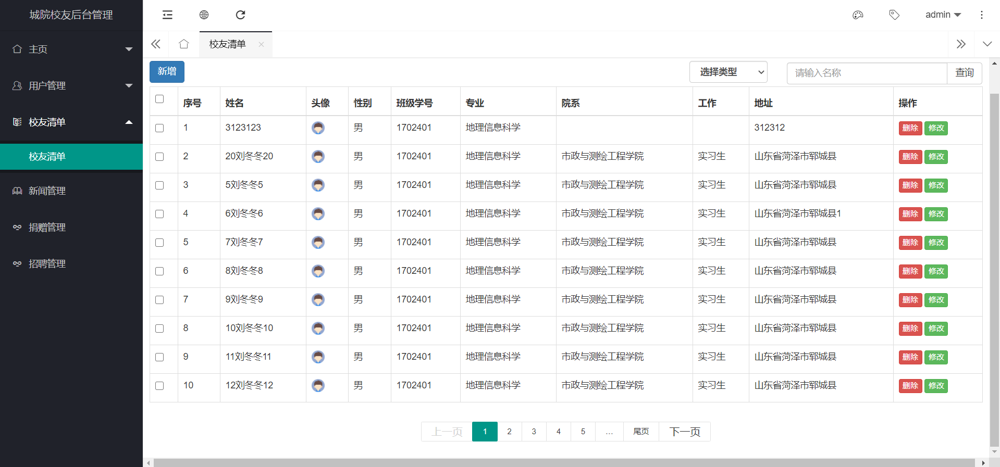 城院校友后台管理
admin
主页
校友清单
用户管理
新增
选择类型
请输入名称
查询
校友清单
校友清单
新闻管理
捐赠管理
招聘管理
序号 姓名 头像 性别 班级学号 专业 院系 工作 地址 操作
1 3123123 男 1702401 地理信息科学 312312 删除 修改
2 20刘冬冬20 男 1702401 地理信息科学 市政与测绘工程学院 实习生 山东省菏泽市郓城县 删除 修改
3 5刘冬冬5 男 1702401 地理信息科学 市政与测绘工程学院 实习生 山东省菏泽市郓城县 删除 修改
4 6刘冬冬6 男 1702401 地理信息科学 市政与测绘工程学院 实习生 山东省菏泽市郓城县1 删除 修改
5 7刘冬冬7 男 1702401 地理信息科学 市政与测绘工程学院 实习生 山东省菏泽市郓城县 删除 修改
6 8刘冬冬8 男 1702401 地理信息科学 市政与测绘工程学院 实习生 山东省菏泽市郓城县 删除 修改
7 9刘冬冬9 男 1702401 地理信息科学 市政与测绘工程学院 实习生 山东省菏泽市郓城县 删除 修改
8 10刘冬冬10 男 1702401 地理信息科学 市政与测绘工程学院 实习生 山东省菏泽市郓城县 删除 修改
9 11刘冬冬11 男 1702401 地理信息科学 市政与测绘工程学院 实习生 山东省菏泽市郓城县 删除 修改
10 12刘冬冬12 男 1702401 地理信息科学 市政与测绘工程学院 实习生 山东省菏泽市郓城县 删除 修改
上一页 1 2 3 4 5 … 尾页 下一页